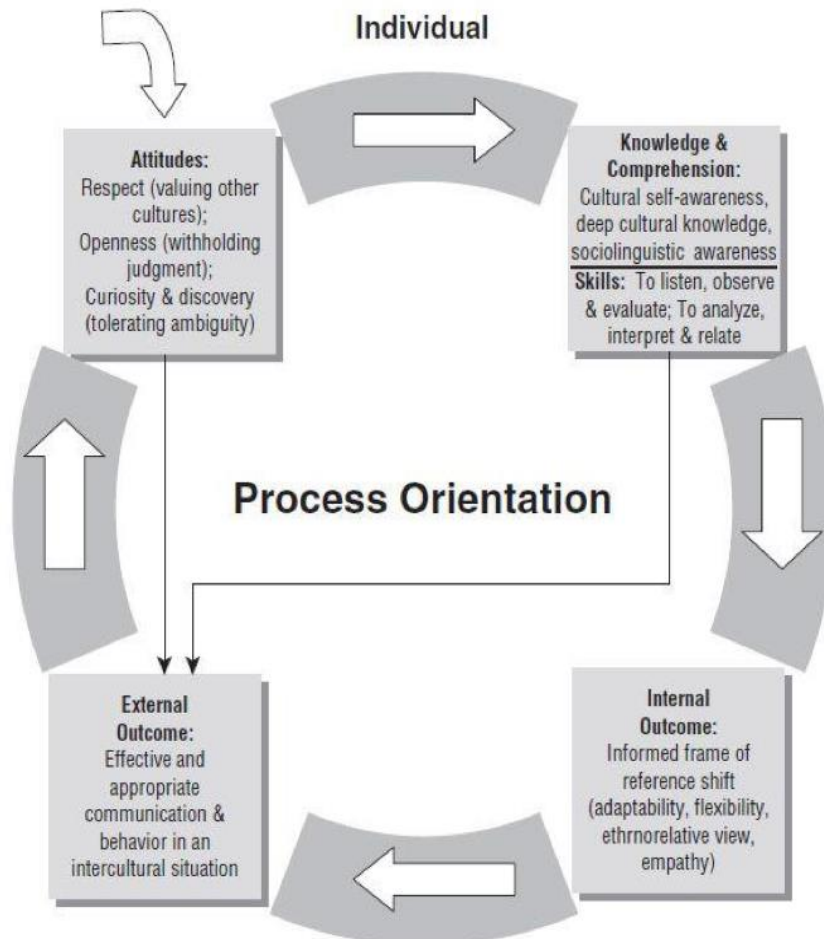 Individual
Attitudes:
Respect (valuing other
cultures);
Openness (withholding
judgment);
Curiosity & discovery
(tolerating ambiguity)
Knowledge &
Comprehension:
Cultural self-awareness,
deep cultural knowledge,
sociolinguistic awareness
Skills: To listen, observe
& evaluate; To analyze,
interpret & relate
Process Orientation
External
Outcome:
Effective and
appropriate
communication &
behavior in an
intercultural situation
Internal
Outcome:
Informed frame of
reference shift
(adaptability, flexibility,
ethrnorelative view,
empathy)